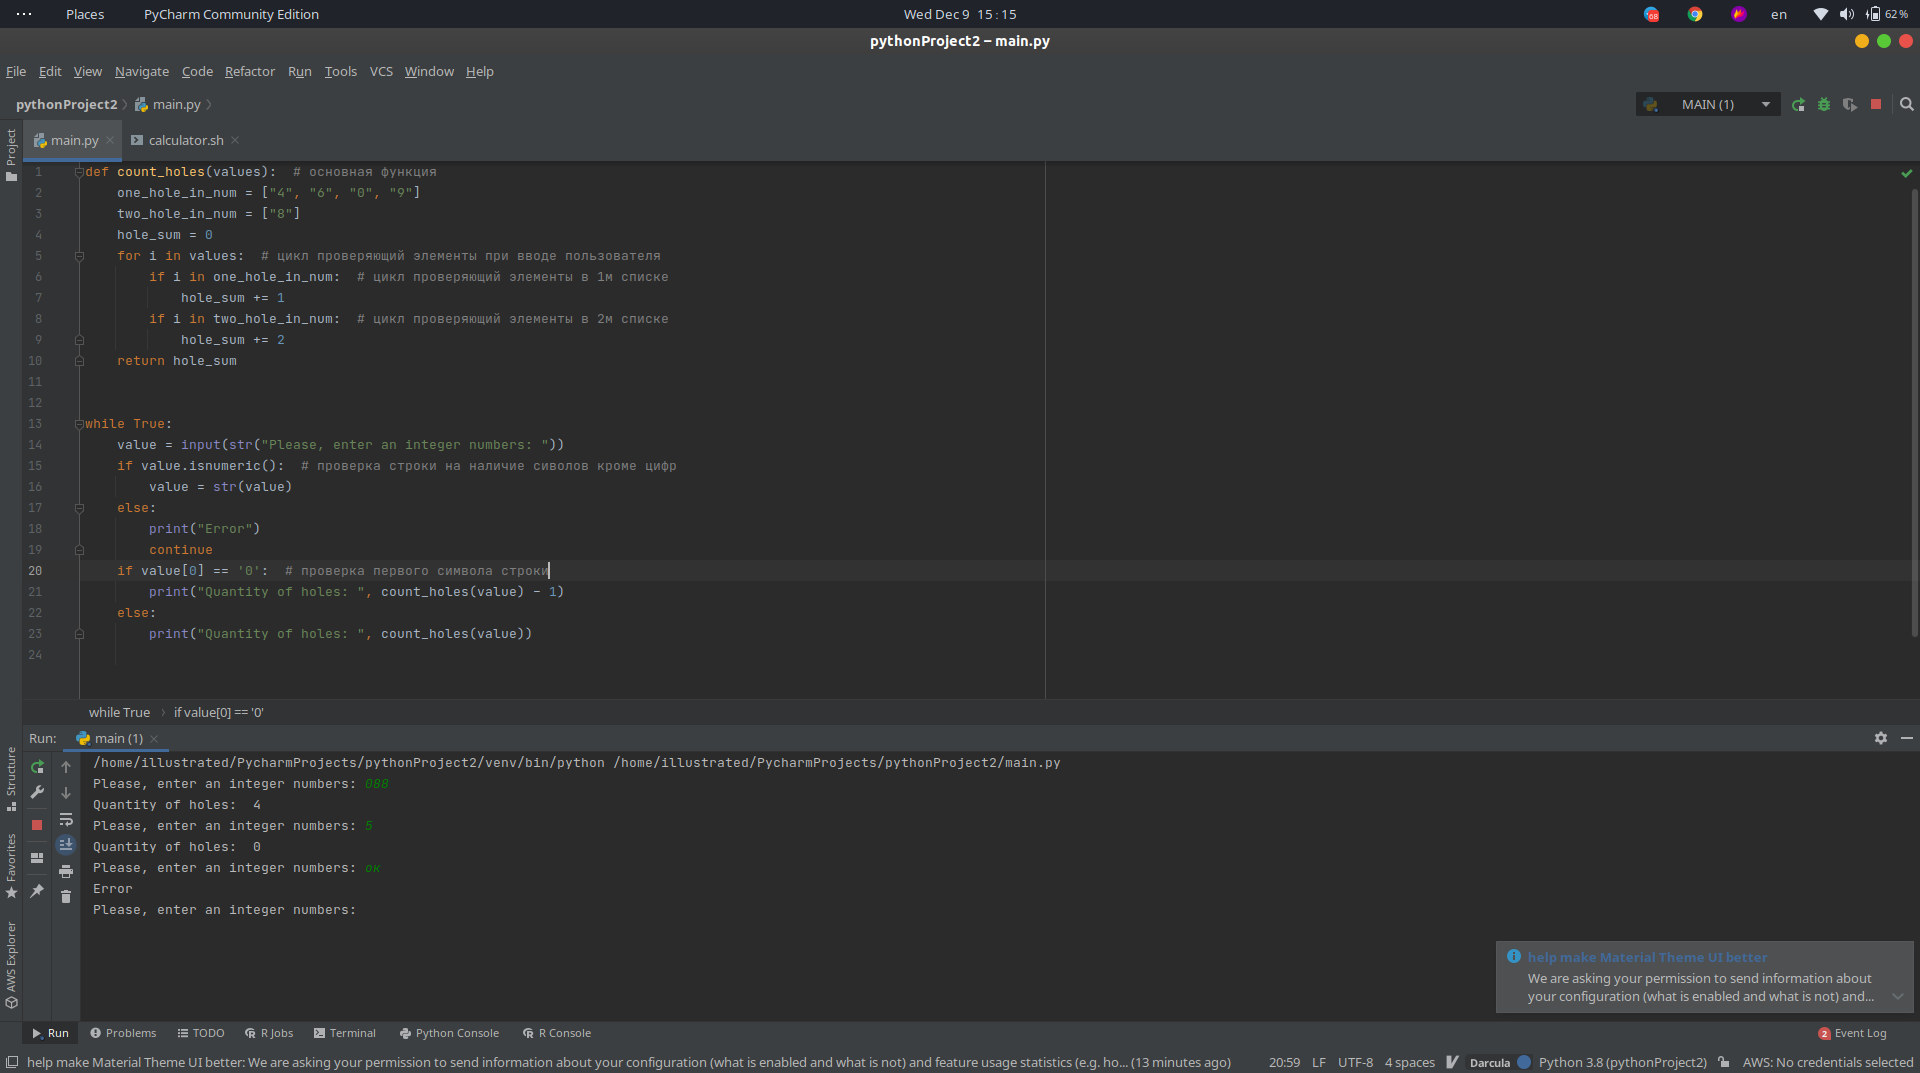 Places PyCharm Community Edition Wed Dec 9 15:15 68 en 62%
pythonProject2 – main.py
File Edit View Navigate Code Refactor Run Tools VCS Window Help
pythonProject2 main.py MAIN (1)
Project
main.py calculator.sh
1 def count_holes(values):  # основная функция
2 one_hole_in_num = ["4", "6", "0", "9"]
3 two_hole_in_num = ["8"]
4 hole_sum = 0
5 for i in values:  # цикл проверяющий элементы при вводе пользователя
6 if i in one_hole_in_num:  # цикл проверяющий элементы в 1м списке
7 hole_sum += 1
8 if i in two_hole_in_num:  # цикл проверяющий элементы в 2м списке
9 hole_sum += 2
10 return hole_sum
11
12
13 while True:
14 value = input(str("Please, enter an integer numbers: "))
15 if value.isnumeric():  # проверка строки на наличие сиволов кроме цифр
16 value = str(value)
17 else:
18 print("Error")
19 continue
20 if value[0] == '0':  # проверка первого символа строки
21 print("Quantity of holes: ", count_holes(value) - 1)
22 else:
23 print("Quantity of holes: ", count_holes(value))
24
while True if value[0] == '0'
Run: main (1)
Structure
Favorites
AWS Explorer
/home/illustrated/PycharmProjects/pythonProject2/venv/bin/python /home/illustrated/PycharmProjects/pythonProject2/main.py
Please, enter an integer numbers: 088
Quantity of holes:  4
Please, enter an integer numbers: 5
Quantity of holes:  0
Please, enter an integer numbers: ок
Error
Please, enter an integer numbers:
help make Material Theme UI better
We are asking your permission to send information about
your configuration (what is enabled and what is not) and...
Run Problems TODO R Jobs Terminal Python Console R Console 2 Event Log
help make Material Theme UI better: We are asking your permission to send information about your configuration (what is enabled and what is not) and feature usage statistics (e.g. ho... (13 minutes ago) 20:59 LF UTF-8 4 spaces Darcula Python 3.8 (pythonProject2) AWS: No credentials selected